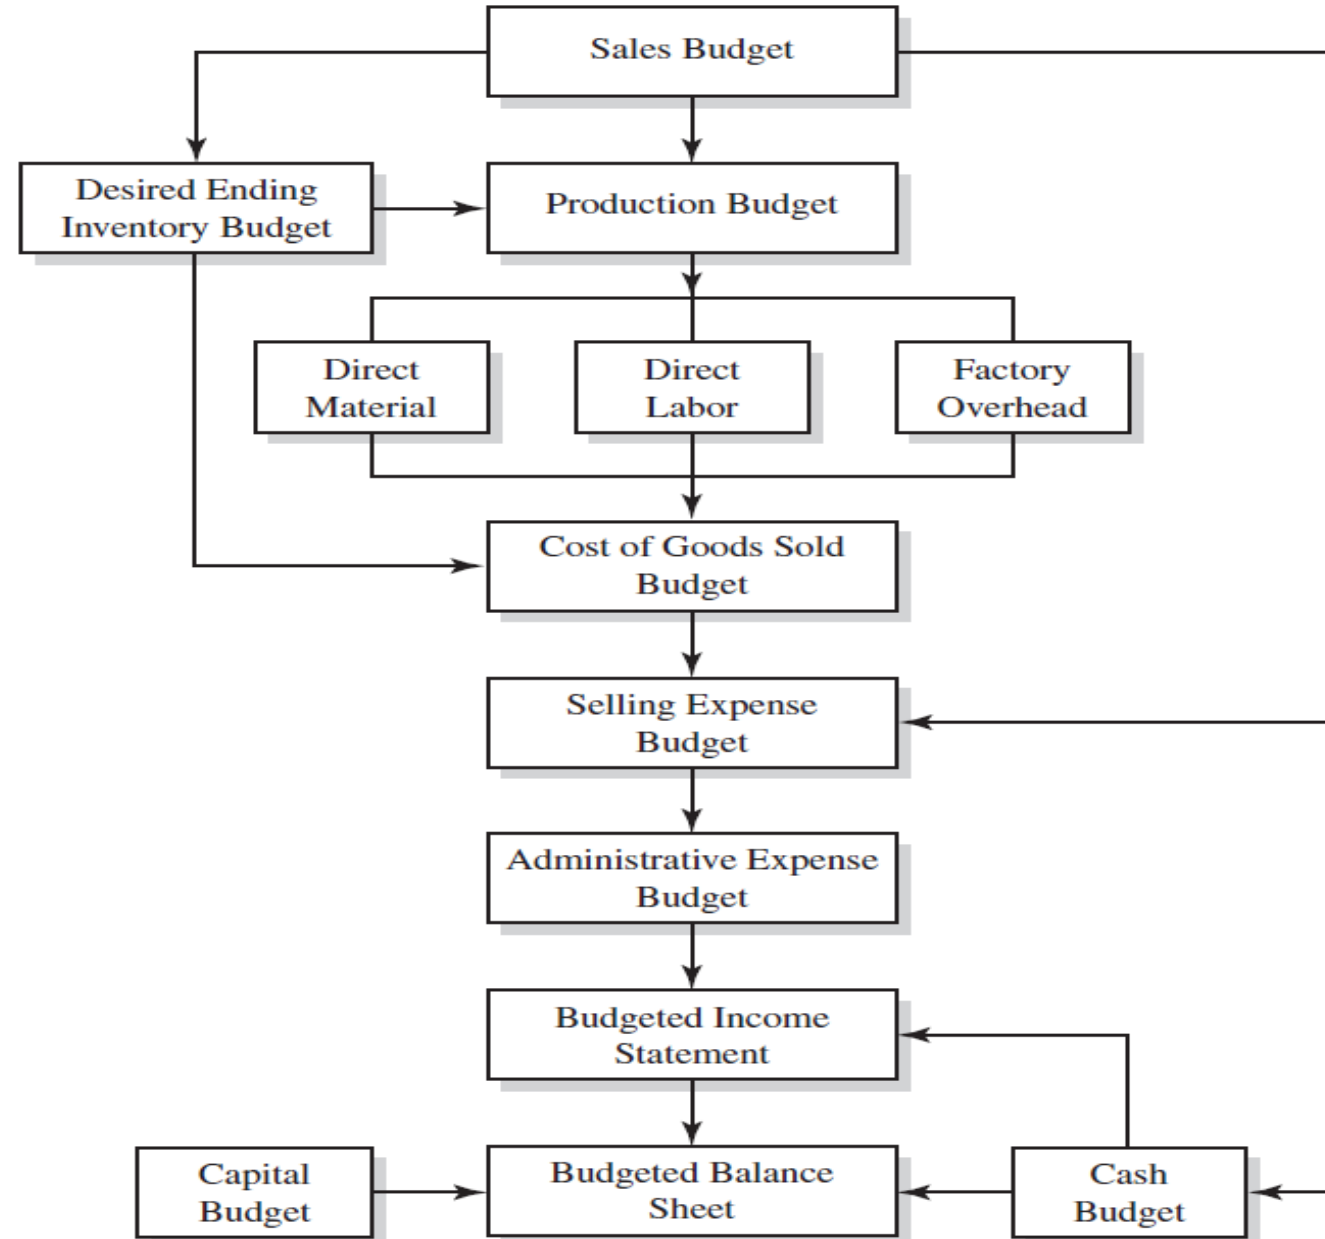 Sales Budget
Desired Ending
Inventory Budget
Production Budget
Direct
Material
Direct
Labor
Factory
Overhead
Cost of Goods Sold
Budget
Selling Expense
Budget
Administrative Expense
Budget
Budgeted Income
Statement
Capital
Budget
Budgeted Balance
Sheet
Cash
Budget